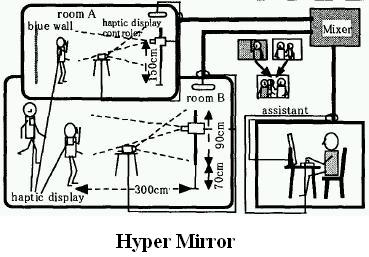 room A
blue wall
haptic display
controler
150cm
Mixer
room B
90cm
70cm
300cm
haptic display
assistant
Hyper Mirror